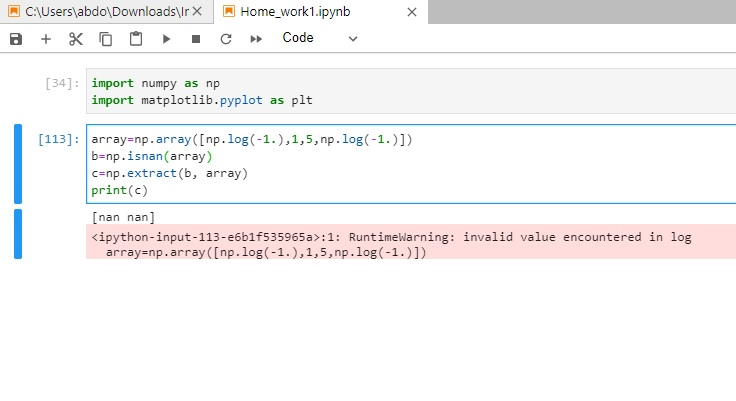 C:\Users\abdo\Downloads\Ir
Home_work1.ipynb
Code
[34]: import numpy as np
import matplotlib.pyplot as plt
[113]: array=np.array([np.log(-1.),1,5,np.log(-1.)])
b=np.isnan(array)
c=np.extract(b, array)
print(c)
[nan nan]
<ipython-input-113-e6b1f535965a>:1: RuntimeWarning: invalid value encountered in log
array=np.array([np.log(-1.),1,5,np.log(-1.)])